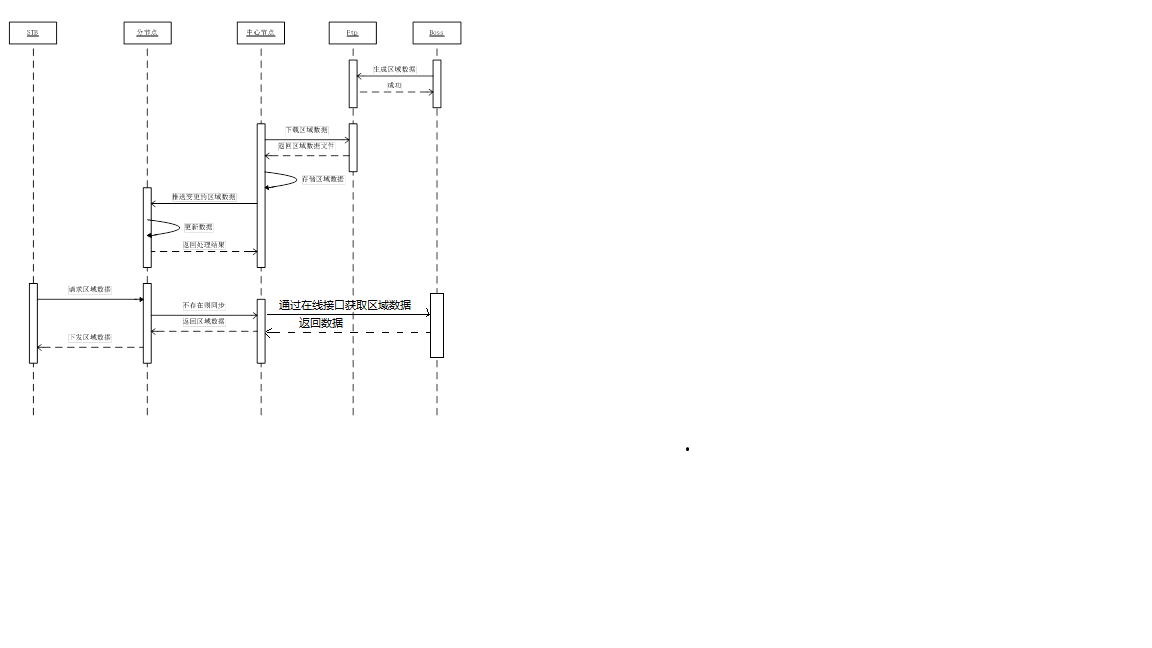 STB
分节点
中心节点
Ftp
Boss
生成区域数据
成功
下载区域数据
返回区域数据文件
存储区域数据
推送变更的区域数据
更新数据
返回处理结果
请求区域数据
不存在则同步
通过在线接口获取区域数据
返回区域数据
返回数据
下发区域数据